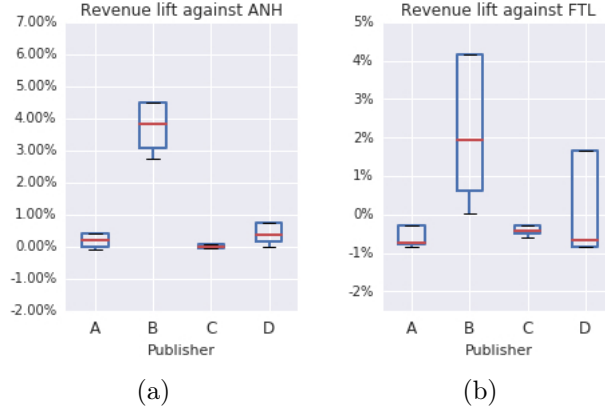 Revenue lift against ANH
7.00%
6.00%
5.00%
4.00%
3.00%
2.00%
1.00%
0.00%
-1.00%
-2.00%
A B C D
Publisher
(a)
Revenue lift against FTL
5%
4%
3%
2%
1%
0%
-1%
-2%
A B C D
Publisher
(b)